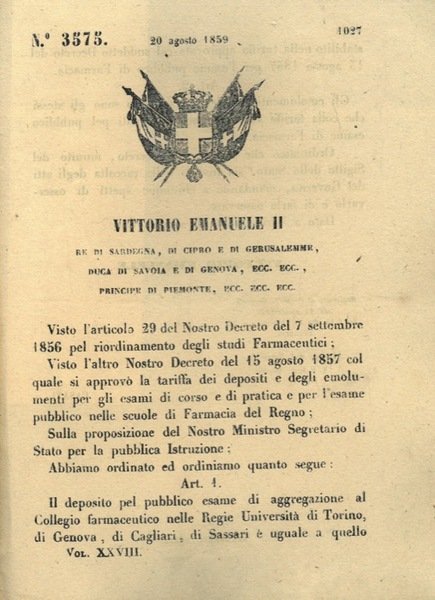 N.° 3575.
20 agosto 1859
1027
VITTORIO EMANUELE II
RE DI SARDEGNA, DI CIPRO E DI GERUSALEMME,
DUCA DI SAVOIA E DI GENOVA, ECC. ECC.,
PRINCIPE DI PIEMONTE, ECC. ECC. ECC.
Visto l'articolo 29 del Nostro Decreto del 7 settembre
1856 pel riordinamento degli studi Farmaceutici;
Visto l'altro Nostro Decreto del 15 agosto 1857 col
quale si approvò la tariffa dei depositi e degli emolu-
menti per gli esami di corso e di pratica e per l'esame
pubblico nelle scuole di Farmacia del Regno;
Sulla proposizione del Nostro Ministro Segretario di
Stato per la pubblica Istruzione;
Abbiamo ordinato ed ordiniamo quanto segue:
Art. 1.
Il deposito pel pubblico esame di aggregazione al
Collegio farmaceutico nelle Regie Università di Torino,
di Genova, di Cagliari, di Sassari è uguale a quello
VOL. XXVIII.